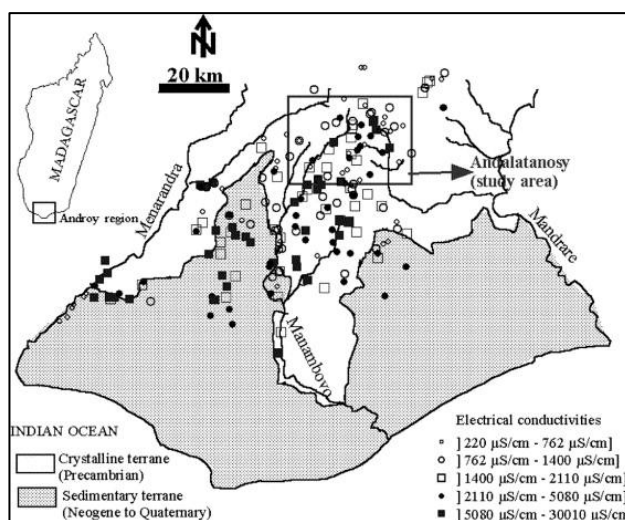 N
20 km
MADAGASCAR
Androy region
Menarandra
Andalatanosy
(study area)
Mandrare
Manambovo
INDIAN OCEAN
Crystalline terrane
(Precambrian)
Sedimentary terrane
(Neogene to Quaternary)
Electrical conductivities
] 220 µS/cm - 762 µS/cm]
] 762 µS/cm - 1400 µS/cm]
]1400 µS/cm - 2110 µS/cm]
]2110 µS/cm - 5080 µS/cm]
]5080 µS/cm - 30010 µS/cm]